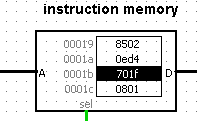 instruction memory
00019 8502
0001a 0ed4
A 0001b 701f D
0001c 0801
sel